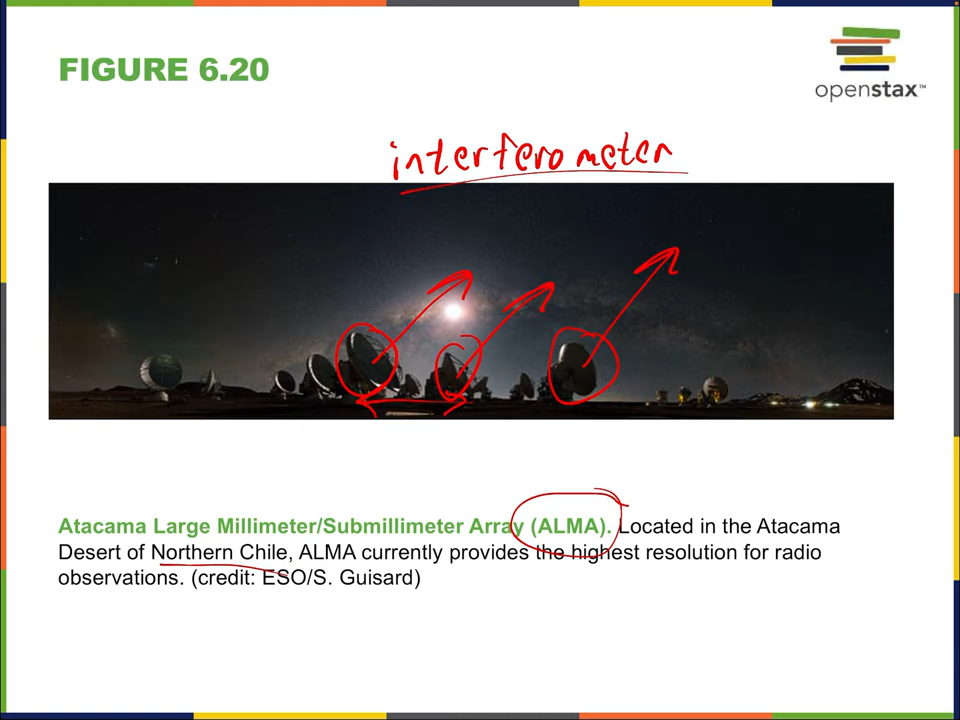 FIGURE 6.20
openstax™
interferometer
Atacama Large Millimeter/Submillimeter Array (ALMA). Located in the Atacama
Desert of Northern Chile, ALMA currently provides the highest resolution for radio
observations. (credit: ESO/S. Guisard)